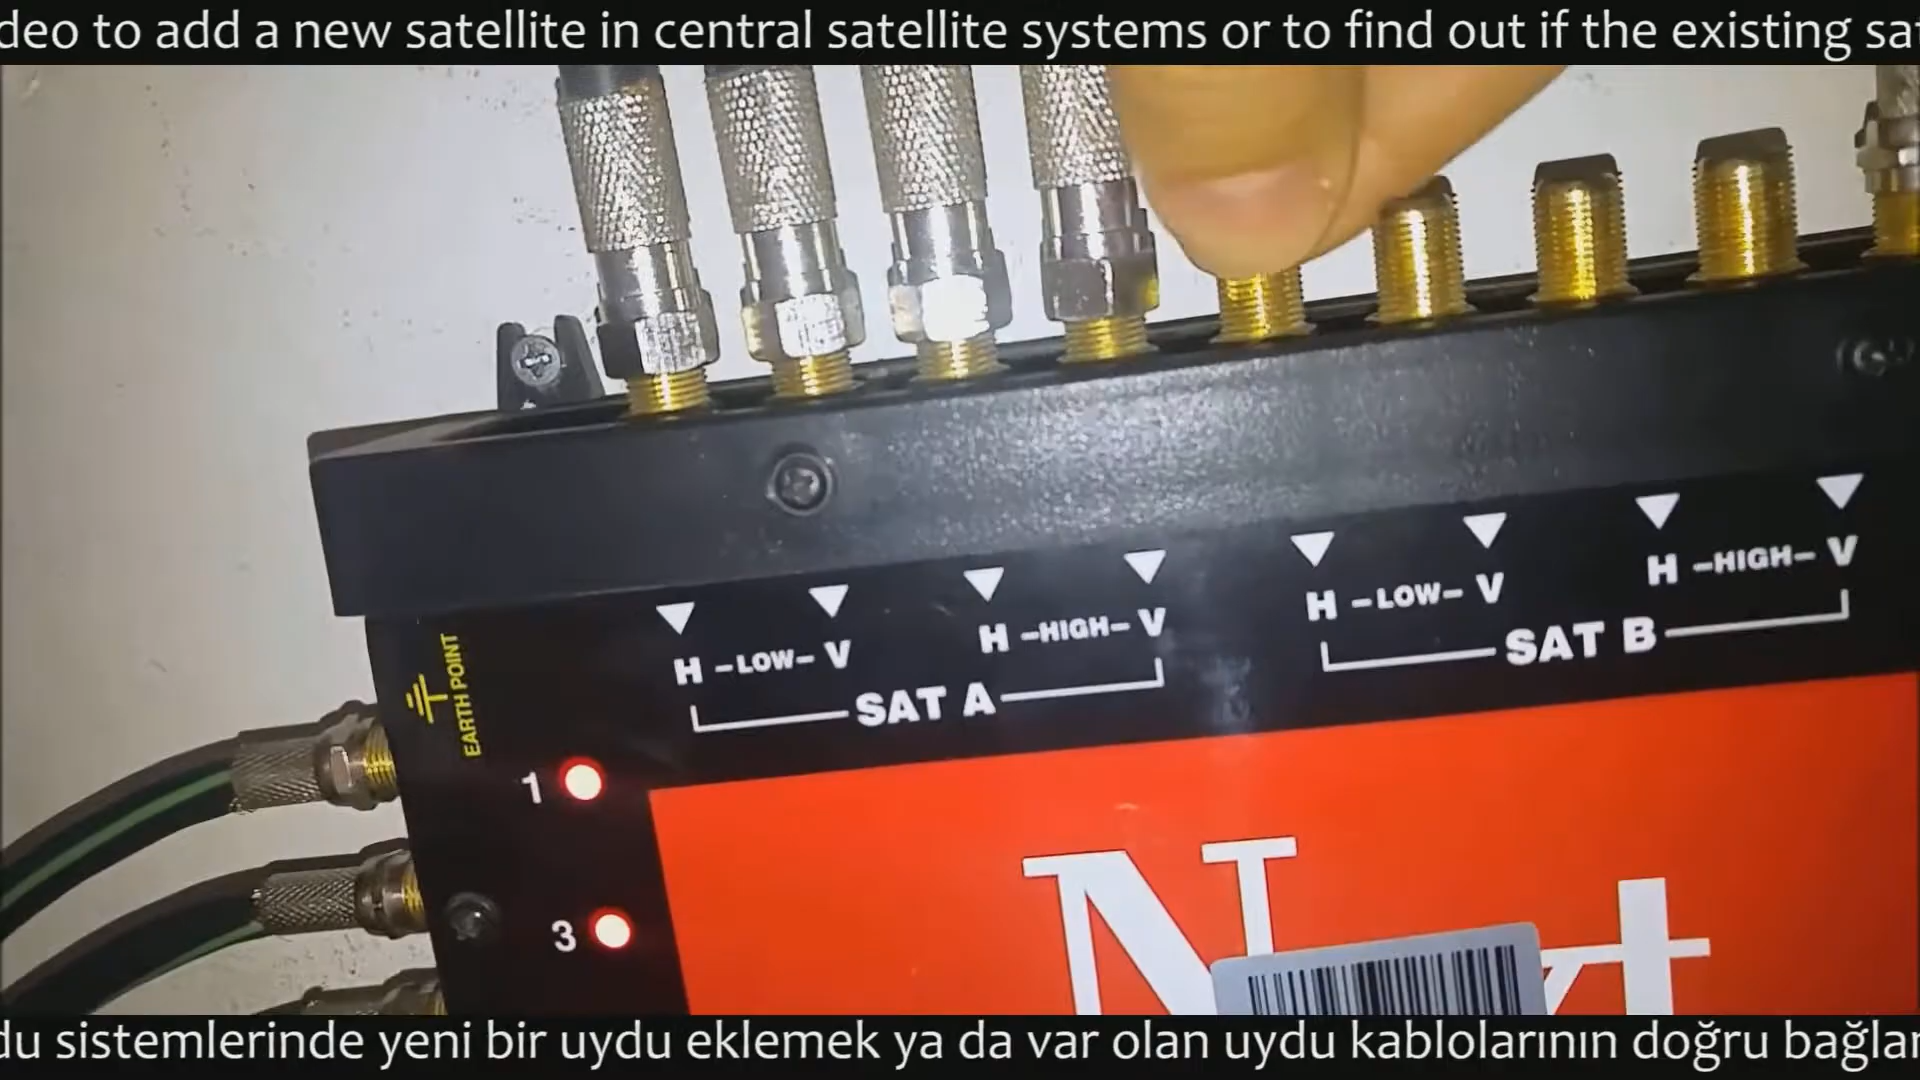 deo to add a new satellite in central satellite systems or to find out if the existing sat
H -LOW- V H -HIGH- V H -LOW- V H -HIGH- V
SAT A SAT B
EARTH POINT
1
3
du sistemlerinde yeni bir uydu eklemek ya da var olan uydu kablolarının doğru bağlan